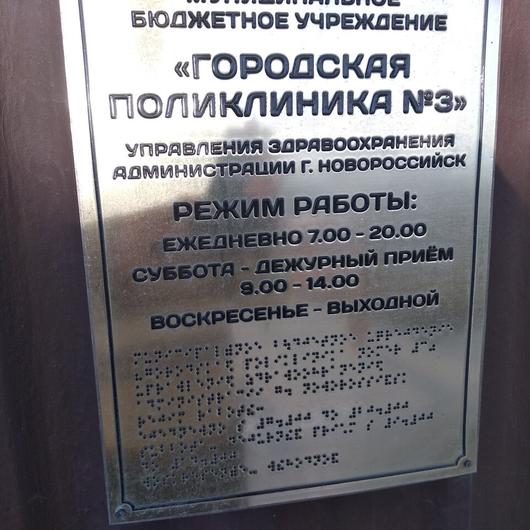 МУНИЦИПАЛЬНОЕ
БЮДЖЕТНОЕ УЧРЕЖДЕНИЕ
«ГОРОДСКАЯ
ПОЛИКЛИНИКА №3»
УПРАВЛЕНИЯ ЗДРАВООХРАНЕНИЯ
АДМИНИСТРАЦИИ Г. НОВОРОССИЙСК
РЕЖИМ РАБОТЫ:
ЕЖЕДНЕВНО 7.00 - 20.00
СУББОТА - ДЕЖУРНЫЙ ПРИЁМ
9.00 - 14.00
ВОСКРЕСЕНЬЕ - ВЫХОДНОЙ